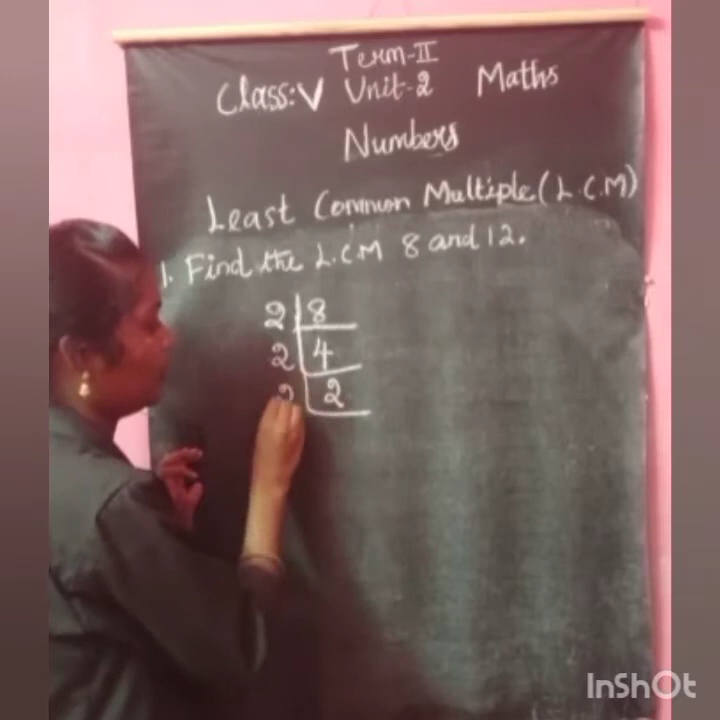 Term-II
Class:V Unit-2 Maths
Numbers
Least Common Multiple (L.C.M)
1. Find the L.C.M 8 and 12.
2 8
2 4
2 2
InShOt